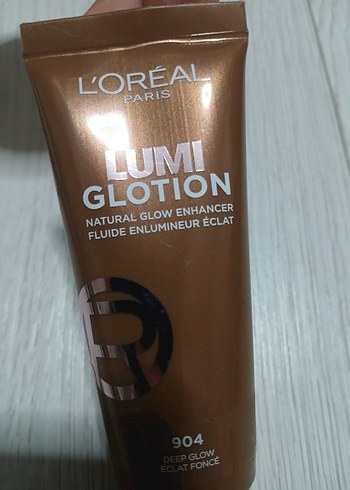 L'ORÉAL
PARIS
LUMI
GLOTION
NATURAL GLOW ENHANCER
FLUIDE ENLUMINEUR ÉCLAT
904
DEEP GLOW
ÉCLAT FONCÉ